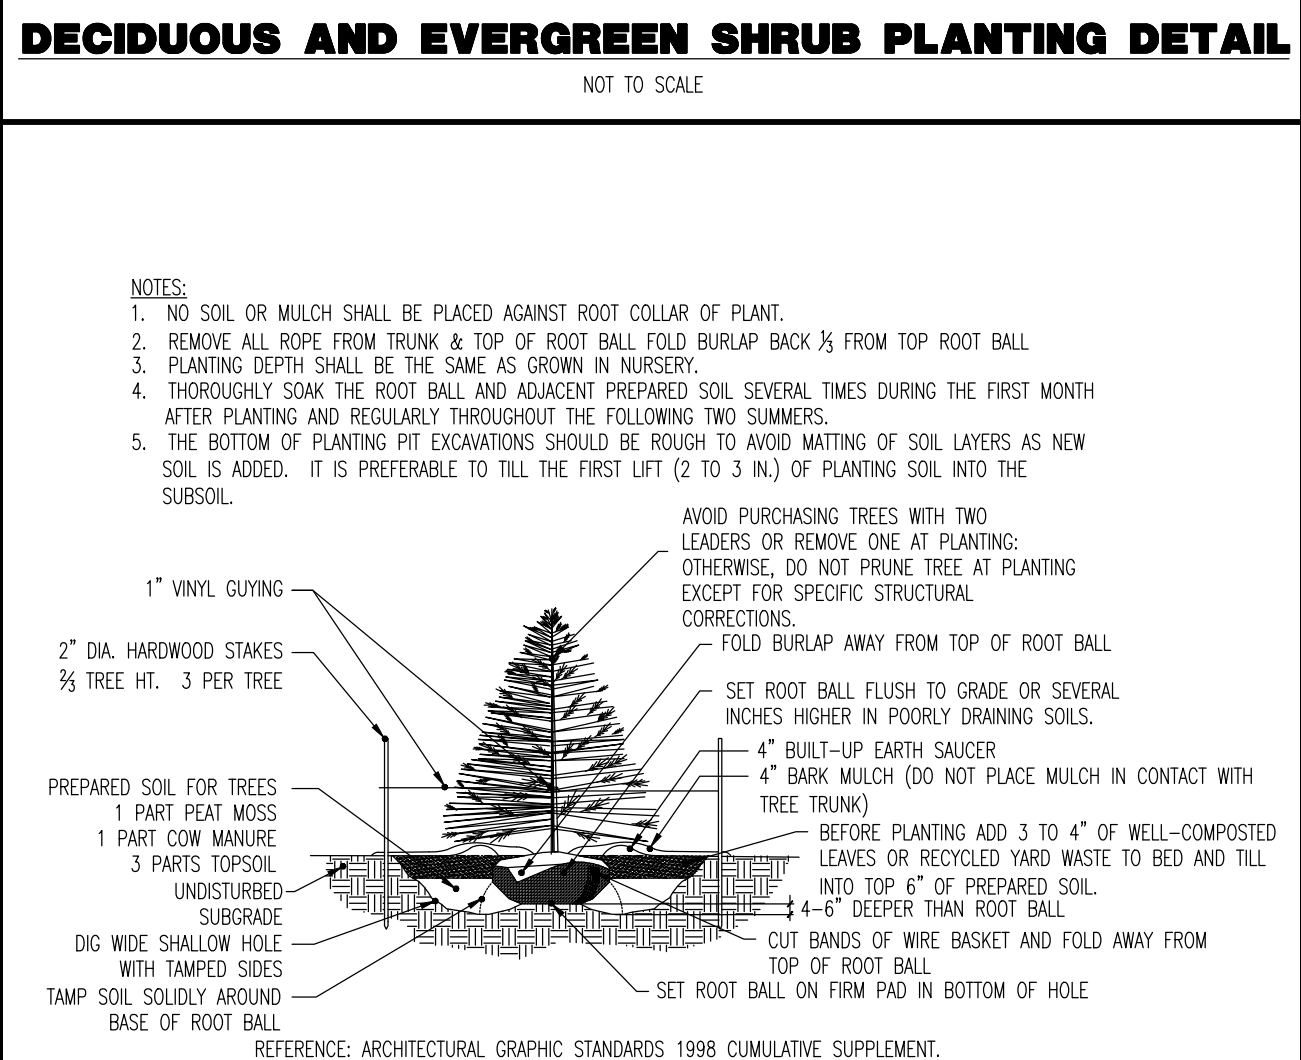 DECIDUOUS AND EVERGREEN SHRUB PLANTING DETAIL
NOT TO SCALE
NOTES:
1. NO SOIL OR MULCH SHALL BE PLACED AGAINST ROOT COLLAR OF PLANT.
2. REMOVE ALL ROPE FROM TRUNK & TOP OF ROOT BALL FOLD BURLAP BACK ⅓ FROM TOP ROOT BALL
3. PLANTING DEPTH SHALL BE THE SAME AS GROWN IN NURSERY.
4. THOROUGHLY SOAK THE ROOT BALL AND ADJACENT PREPARED SOIL SEVERAL TIMES DURING THE FIRST MONTH
AFTER PLANTING AND REGULARLY THROUGHOUT THE FOLLOWING TWO SUMMERS.
5. THE BOTTOM OF PLANTING PIT EXCAVATIONS SHOULD BE ROUGH TO AVOID MATTING OF SOIL LAYERS AS NEW
SOIL IS ADDED. IT IS PREFERABLE TO TILL THE FIRST LIFT (2 TO 3 IN.) OF PLANTING SOIL INTO THE
SUBSOIL.
AVOID PURCHASING TREES WITH TWO
LEADERS OR REMOVE ONE AT PLANTING:
OTHERWISE, DO NOT PRUNE TREE AT PLANTING
EXCEPT FOR SPECIFIC STRUCTURAL
CORRECTIONS.
1" VINYL GUYING
2" DIA. HARDWOOD STAKES
⅔ TREE HT. 3 PER TREE
FOLD BURLAP AWAY FROM TOP OF ROOT BALL
SET ROOT BALL FLUSH TO GRADE OR SEVERAL
INCHES HIGHER IN POORLY DRAINING SOILS.
4" BUILT-UP EARTH SAUCER
4" BARK MULCH (DO NOT PLACE MULCH IN CONTACT WITH
TREE TRUNK)
PREPARED SOIL FOR TREES
1 PART PEAT MOSS
1 PART COW MANURE
3 PARTS TOPSOIL
UNDISTURBED
SUBGRADE
DIG WIDE SHALLOW HOLE
WITH TAMPED SIDES
TAMP SOIL SOLIDLY AROUND
BASE OF ROOT BALL
BEFORE PLANTING ADD 3 TO 4" OF WELL-COMPOSTED
LEAVES OR RECYCLED YARD WASTE TO BED AND TILL
INTO TOP 6" OF PREPARED SOIL.
4-6" DEEPER THAN ROOT BALL
CUT BANDS OF WIRE BASKET AND FOLD AWAY FROM
TOP OF ROOT BALL
SET ROOT BALL ON FIRM PAD IN BOTTOM OF HOLE
REFERENCE: ARCHITECTURAL GRAPHIC STANDARDS 1998 CUMULATIVE SUPPLEMENT.